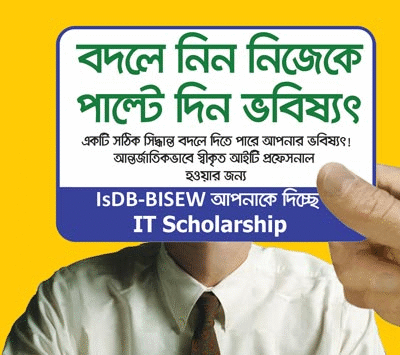 বদলে নিন নিজেকে
পাল্টে দিন ভবিষ্যৎ
একটি সঠিক সিদ্ধান্ত বদলে দিতে পারে আপনার ভবিষ্যৎ!
আন্তর্জাতিকভাবে স্বীকৃত আইটি প্রফেসনাল
হওয়ার জন্য
IsDB-BISEW আপনাকে দিচ্ছে
IT Scholarship